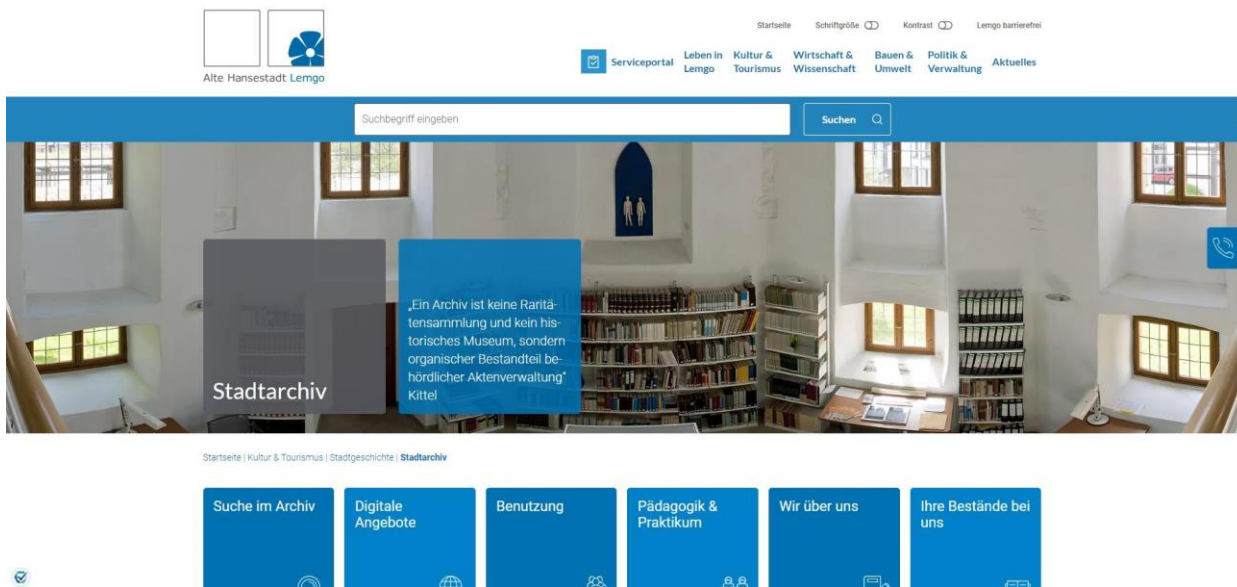 Startseite Schriftgröße Kontrast Lemgo barrierefrei
Alte Hansestadt Lemgo
Serviceportal
Leben in
Lemgo
Kultur &
Tourismus
Wirtschaft &
Wissenschaft
Bauen &
Umwelt
Politik &
Verwaltung
Aktuelles
Suchbegriff eingeben
Suchen
Stadtarchiv
„Ein Archiv ist keine Raritä-
tensammlung und kein his-
torisches Museum, sondern
organischer Bestandteil be-
hördlicher Aktenverwaltung"
Kittel
Startseite | Kultur & Tourismus | Stadtgeschichte | Stadtarchiv
Suche im Archiv
Digitale
Angebote
Benutzung
Pädagogik &
Praktikum
Wir über uns
Ihre Bestände bei
uns